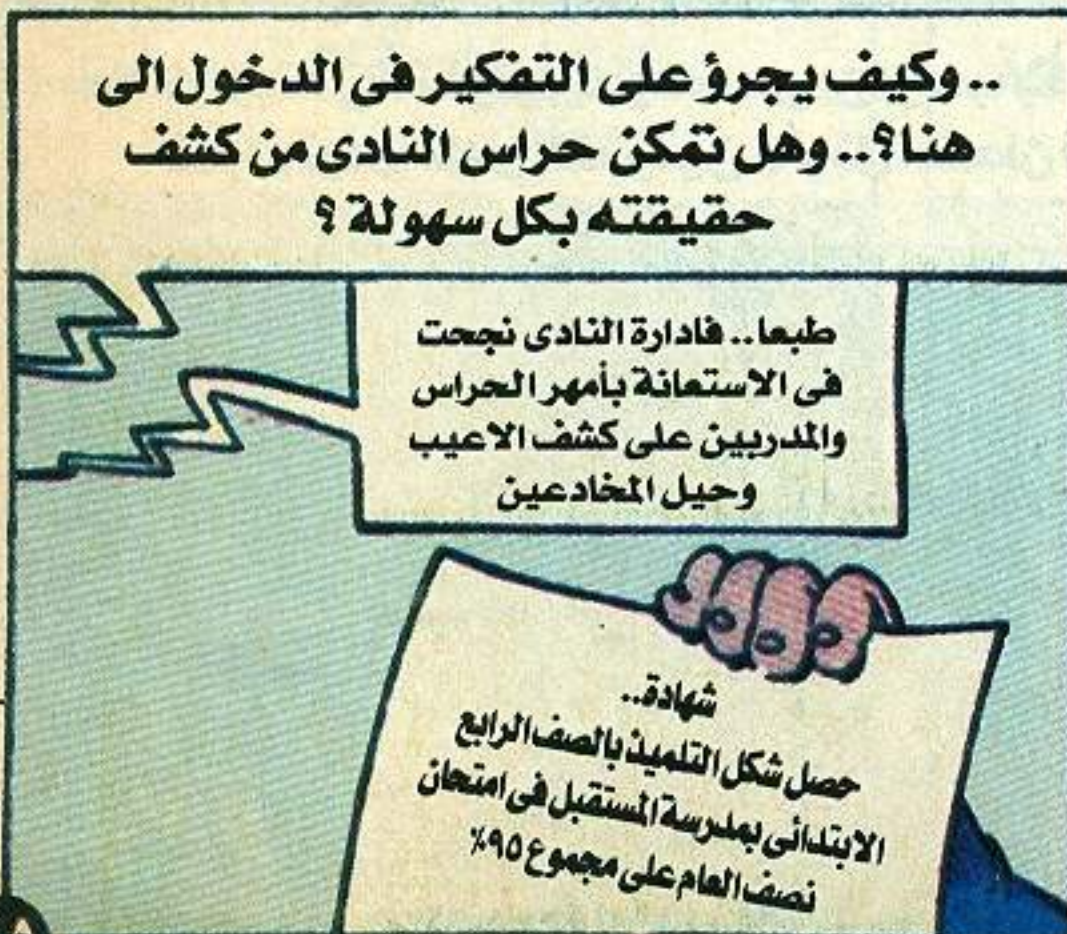 .. وكيف يجرؤ على التفكير فى الدخول الى
هنا؟.. وهل تمكن حراس النادى من كشف
حقيقته بكل سهولة ؟
طبعا.. فادارة النادى نجحت
فى الاستعانة بأمهر الحراس
والمدربين على كشف الاعيب
وحيل المخادعين
شهادة..
حصل شكل التلميذ بالصف الرابع
الابتدائى بمدرسة المستقبل فى امتحان
نصف العام على مجموع ٩٥٪